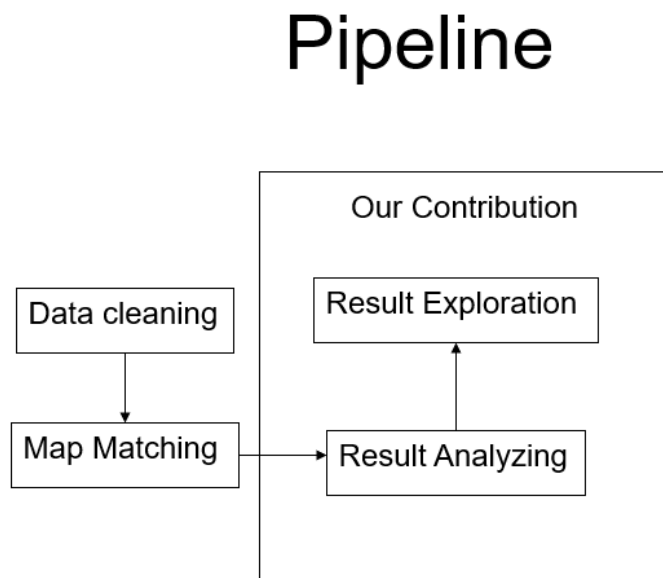 Pipeline
Our Contribution
Data cleaning
Result Exploration
Map Matching
Result Analyzing